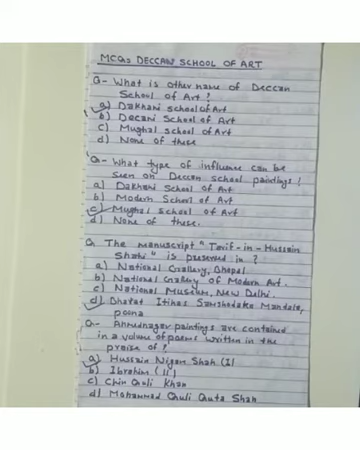 MCQs DECCAN SCHOOL OF ART
Q- What is other name of Deccan
School of Art?
a) Dakhani school of Art
b) Decani School of Art
c) Mughal school of Art
d) None of these
Q- What type of influence can be
seen on Deccan school paintings!
a) Dakhani School of Art
b) Modern School of Art
c) Mughal school of Art
d) None of these.
Q The manuscript "Tarif-in-Hussain
Shahi" is preserved in?
a) National Gallery, Bhopal
b) National Gallery of Modern Art.
c) National Museum, New Delhi.
d) Bharat Itihas Samshodaka Mandala,
poona
Q- Ahmadnagar paintings are contained
in a volume of poems written in the
praise of?
a) Hussain Nizam Shah (I)
b) Ibrahim (II)
c) Chin Quli Khan
d) Mohammad Quli Quta Shah